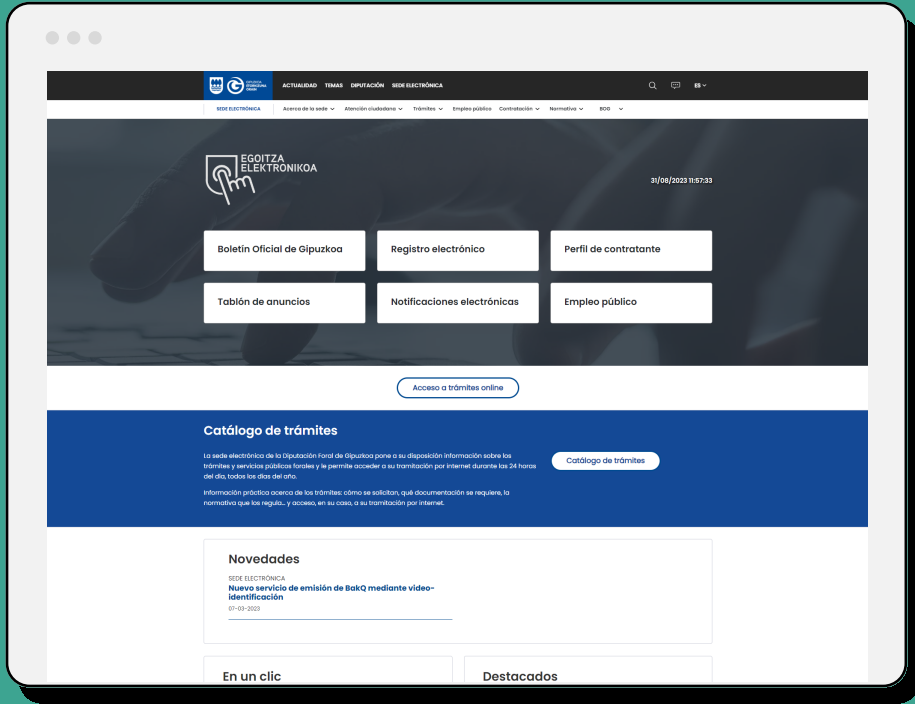 GIPUZKOA
ACTUALIDAD TEMAS DIPUTACIÓN SEDE ELECTRÓNICA
ES
SEDE ELECTRÓNICA
Acerca de la sede Atención ciudadana Trámites Empleo público Contratación Normativa BOG
EGOITZA
ELEKTRONIKOA
31/08/2023 11:57:33
Boletín Oficial de Gipuzkoa
Registro electrónico
Perfil de contratante
Tablón de anuncios
Notificaciones electrónicas
Empleo público
Acceso a trámites online
Catálogo de trámites
La sede electrónica de la Diputación Foral de Gipuzkoa pone a su disposición información sobre los
trámites y servicios públicos forales y le permite acceder a su tramitación por internet durante las 24 horas
del día, todos los días del año.
Información práctica acerca de los trámites: cómo se solicitan, qué documentación se requiere, la
normativa que los regula... y acceso, en su caso, a su tramitación por internet.
Catálogo de trámites
Novedades
SEDE ELECTRÓNICA
Nuevo servicio de emisión de BakQ mediante video-
identificación
07-03-2023
En un clic
Destacados